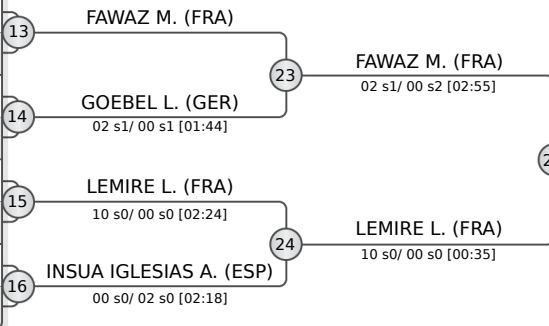 13
FAWAZ M. (FRA)
23
FAWAZ M. (FRA)
02 s1/ 00 s2 [02:55]
14
GOEBEL L. (GER)
02 s1/ 00 s1 [01:44]
15
LEMIRE L. (FRA)
10 s0/ 00 s0 [02:24]
24
LEMIRE L. (FRA)
10 s0/ 00 s0 [00:35]
16
INSUA IGLESIAS A. (ESP)
00 s0/ 02 s0 [02:18]